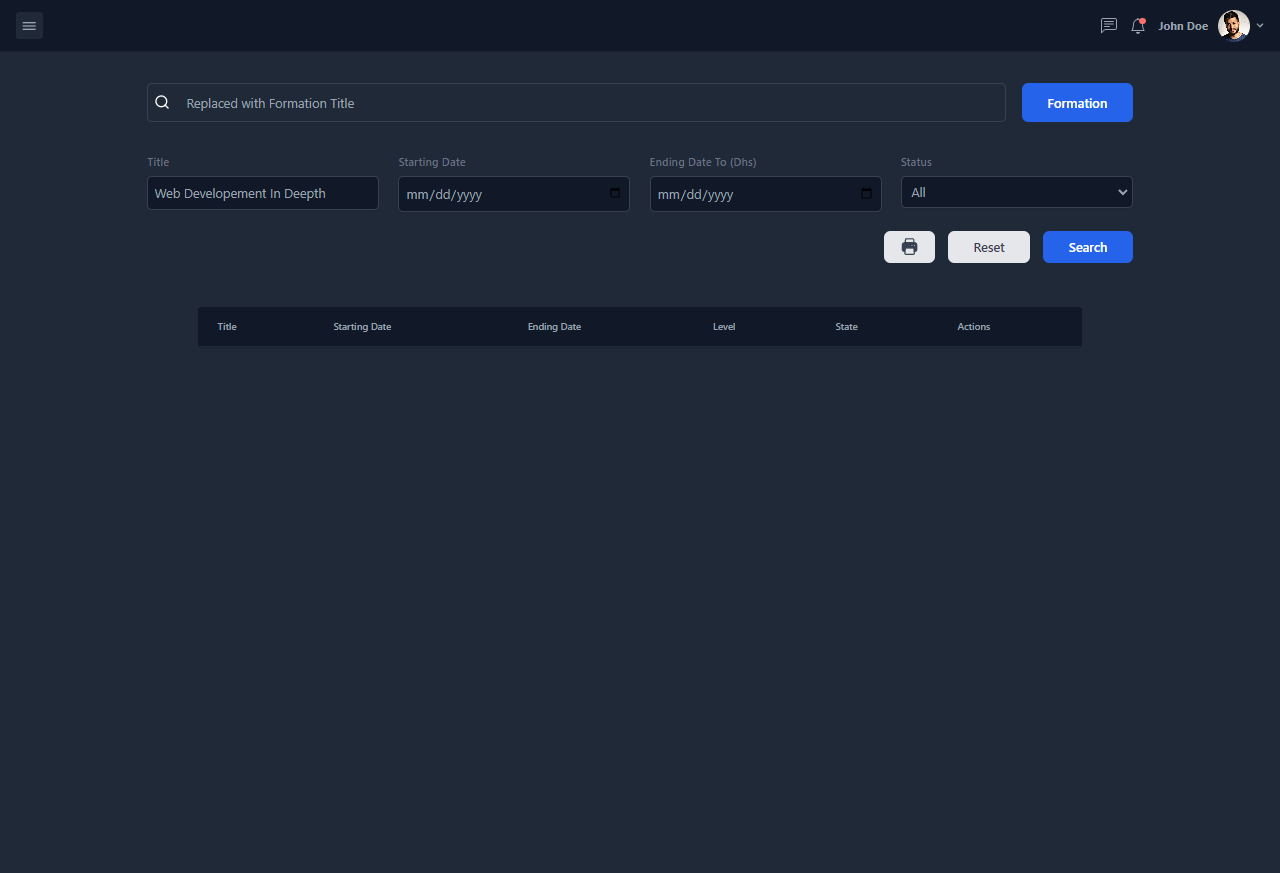 John Doe
Replaced with Formation Title
Formation
Title
Starting Date
Ending Date To (Dhs)
Status
Web Developement In Deepth
mm/dd/yyyy
mm/dd/yyyy
All
Reset
Search
Title
Starting Date
Ending Date
Level
State
Actions